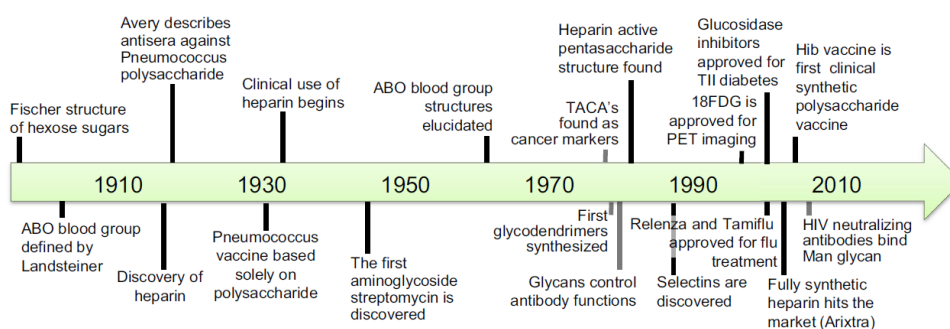 Avery describes
antisera against
Pneumococcus
polysaccharide
Fischer structure
of hexose sugars
Clinical use of
heparin begins
ABO blood group
structures
elucidated
Heparin active
pentasaccharide
structure found
TACA's
found as
cancer markers
Glucosidase
inhibitors
approved for
TII diabetes
18FDG is
approved for
PET imaging
Hib vaccine is
first clinical
synthetic
polysaccharide
vaccine
1910 1930 1950 1970 1990 2010
ABO blood group
defined by
Landsteiner
Discovery of
heparin
Pneumococcus
vaccine based
solely on
polysaccharide
The first
aminoglycoside
streptomycin is
discovered
First
glycodendrimers
synthesized
Glycans control
antibody functions
Relenza and Tamiflu
approved for flu
treatment
Selectins are
discovered
Fully synthetic
heparin hits the
market (Arixtra)
HIV neutralizing
antibodies bind
Man glycan